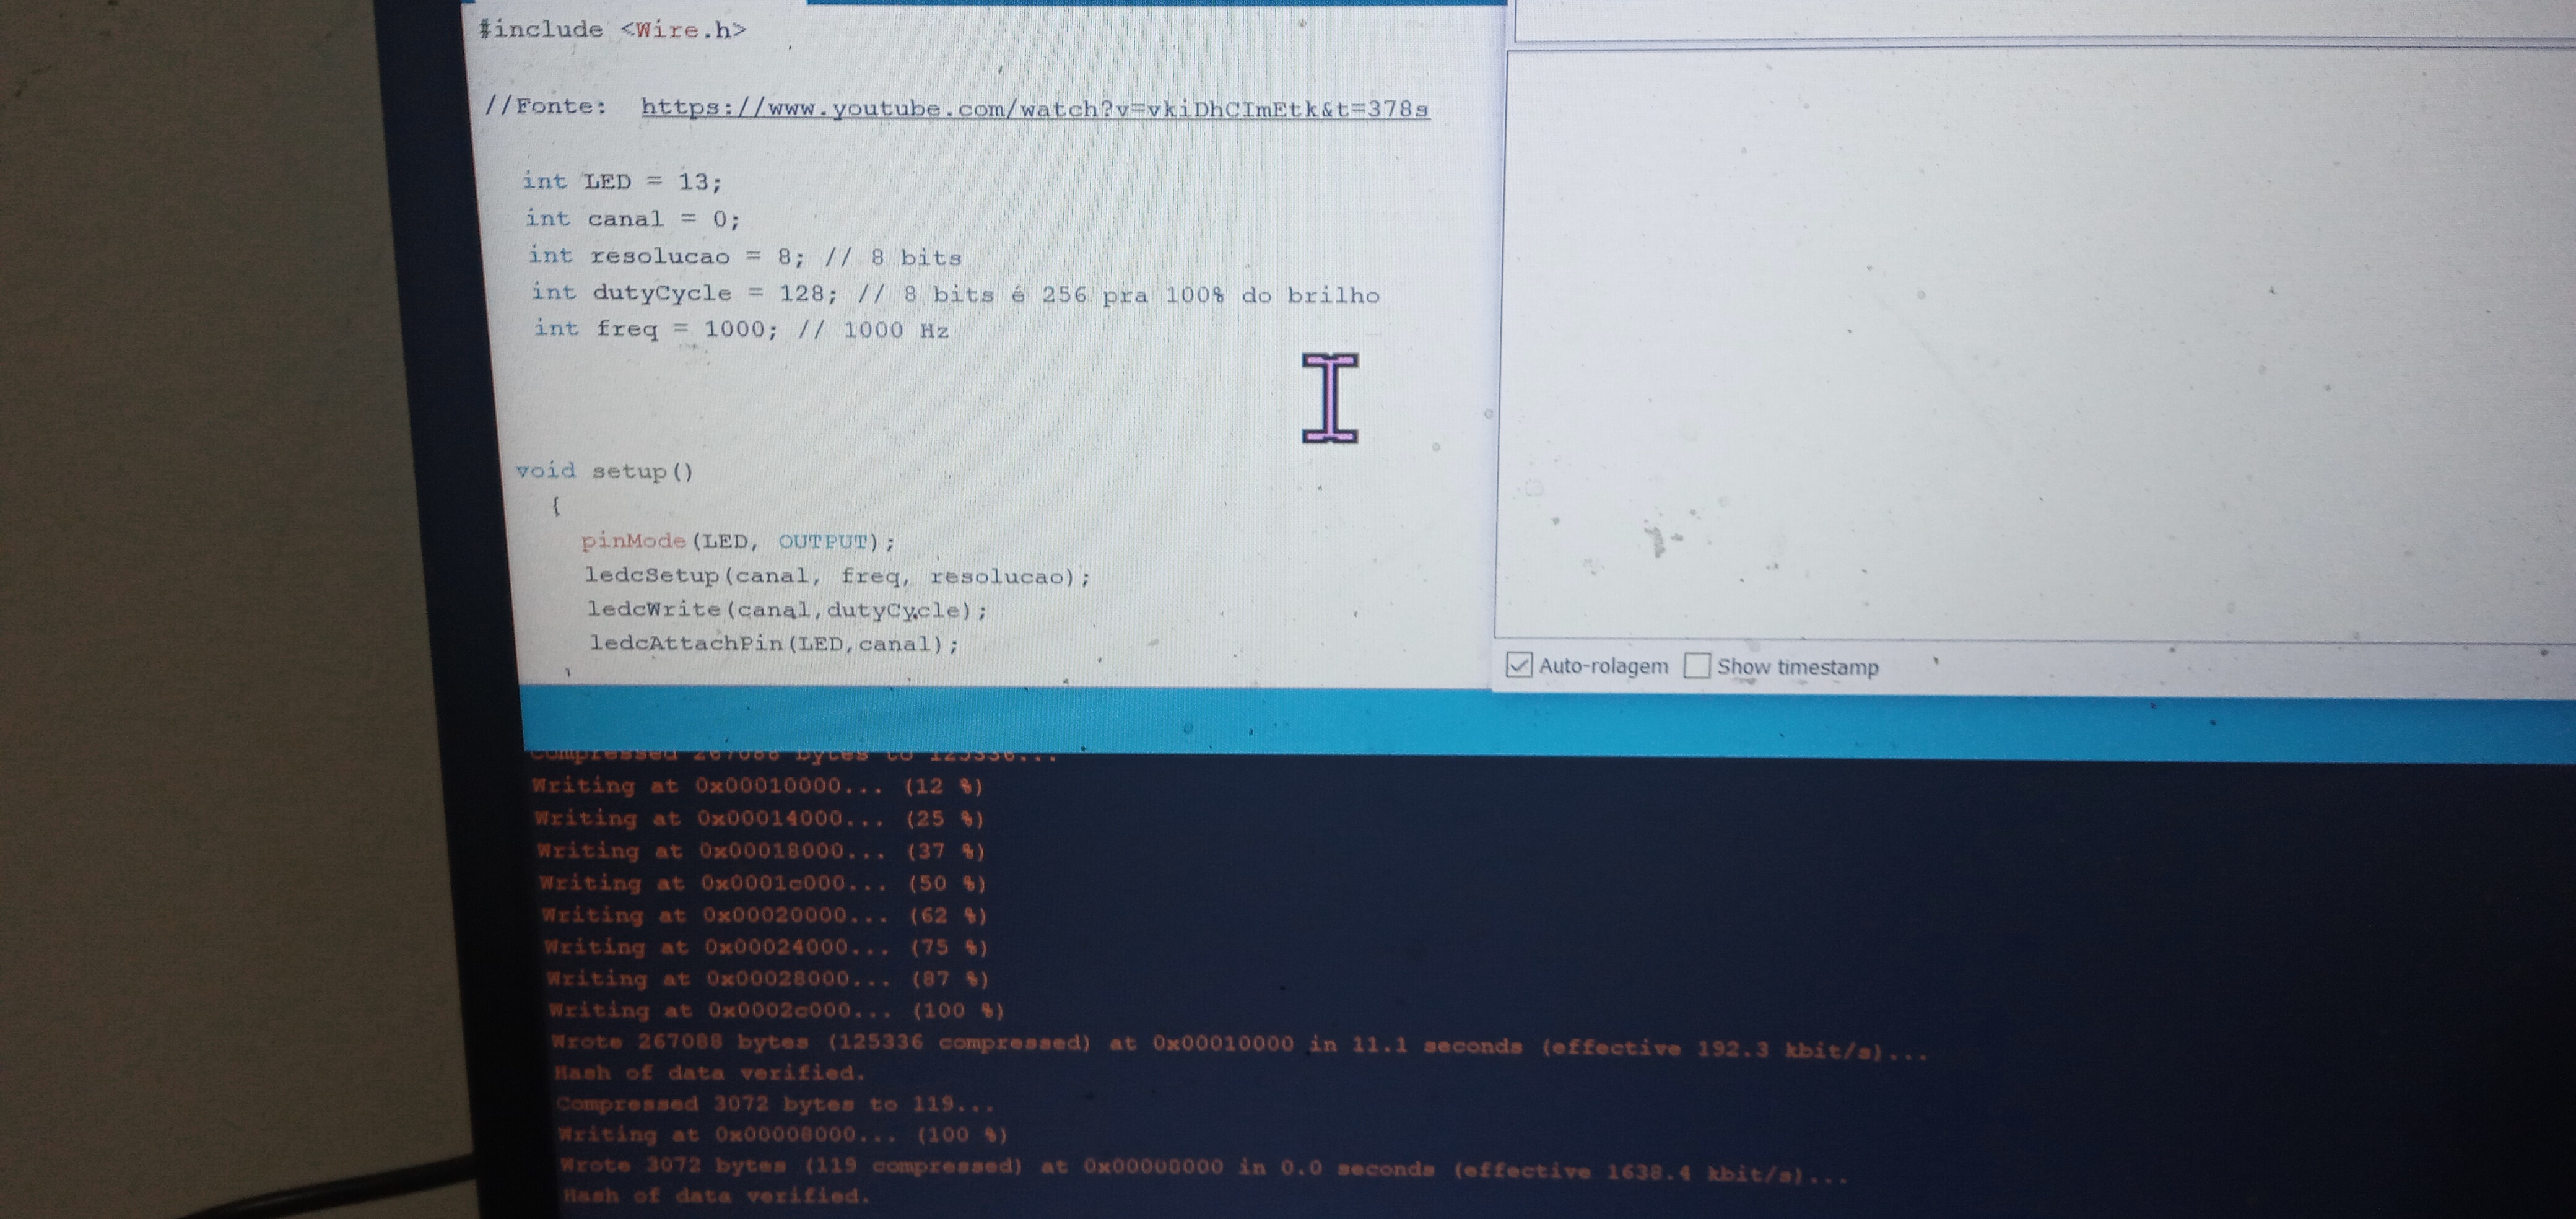 #include <Wire.h>
//Fonte: https://www.youtube.com/watch?v=vkiDhCImEtk&t=378s
int LED = 13;
int canal = 0;
int resolucao = 8; // 8 bits
int dutyCycle = 128; // 8 bits é 256 pra 100% do brilho
int freq = 1000; // 1000 Hz
void setup()
{
pinMode(LED, OUTPUT);
ledcSetup(canal, freq, resolucao);
ledcWrite(canal,dutyCycle);
ledcAttachPin(LED,canal);
Auto-rolagem
Show timestamp
Compressed 267088 bytes to 125336...
Writing at 0x00010000... (12 %)
Writing at 0x00014000... (25 %)
Writing at 0x00018000... (37 %)
Writing at 0x0001c000... (50 %)
Writing at 0x00020000... (62 %)
Writing at 0x00024000... (75 %)
Writing at 0x00028000... (87 %)
Writing at 0x0002c000... (100 %)
Wrote 267088 bytes (125336 compressed) at 0x00010000 in 11.1 seconds (effective 192.3 kbit/s)...
Hash of data verified.
Compressed 3072 bytes to 119...
Writing at 0x00008000... (100 %)
Wrote 3072 bytes (119 compressed) at 0x00008000 in 0.0 seconds (effective 1638.4 kbit/s)...
Hash of data verified.